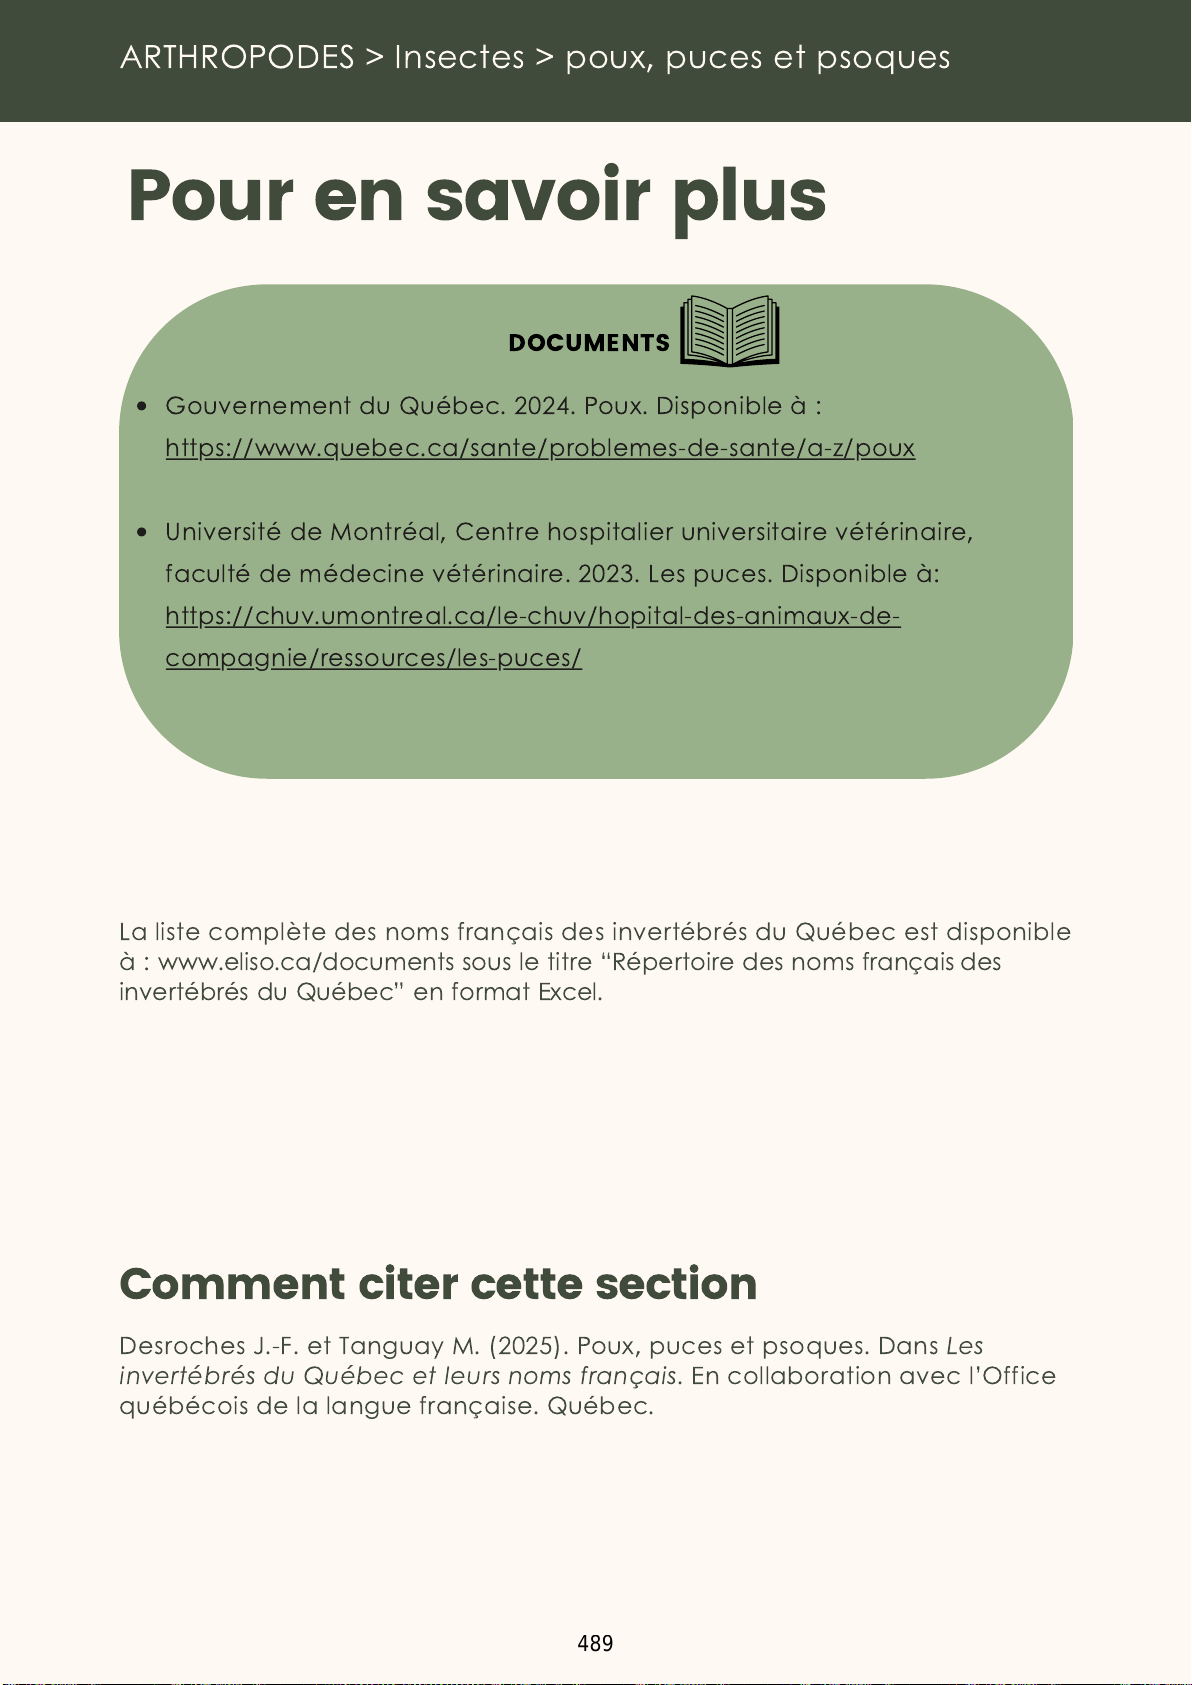 ARTHROPODES > Insectes > poux, puces et psoques
Pour en savoir plus
DOCUMENTS
• Gouvernement du Québec. 2024. Poux. Disponible à :
https://www.quebec.ca/sante/problemes-de-sante/a-z/poux
• Université de Montréal, Centre hospitalier universitaire vétérinaire,
faculté de médecine vétérinaire. 2023. Les puces. Disponible à:
https://chuv.umontreal.ca/le-chuv/hopital-des-animaux-de-
compagnie/ressources/les-puces/
La liste complète des noms français des invertébrés du Québec est disponible
à : www.eliso.ca/documents sous le titre “Répertoire des noms français des
invertébrés du Québec” en format Excel.
Comment citer cette section
Desroches J.-F. et Tanguay M. (2025). Poux, puces et psoques. Dans Les
invertébrés du Québec et leurs noms français. En collaboration avec l’Office
québécois de la langue française. Québec.
489